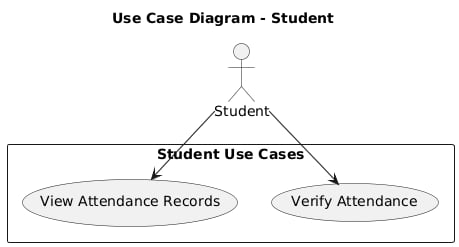 Use Case Diagram - Student
Student
Student Use Cases
View Attendance Records
Verify Attendance